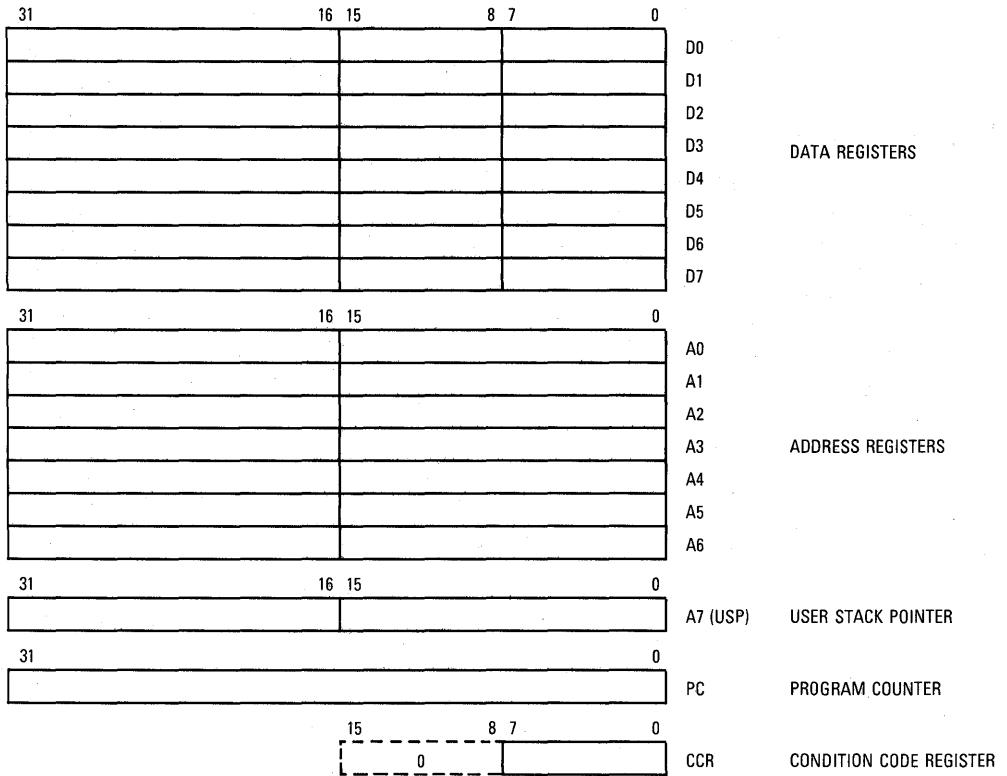 31 16 15 8 7 0
D0
D1
D2
D3 DATA REGISTERS
D4
D5
D6
D7
31 16 15 0
A0
A1
A2
A3 ADDRESS REGISTERS
A4
A5
A6
31 16 15 0
A7 (USP) USER STACK POINTER
31 0
PC PROGRAM COUNTER
15 8 7 0
0 CCR CONDITION CODE REGISTER